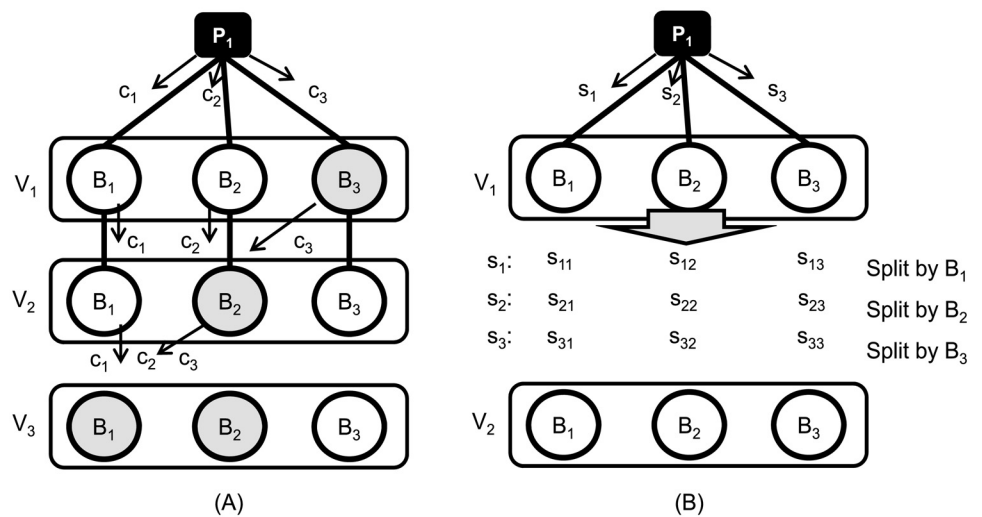 P₁ P₁
c₁ c₂ c₃ s₁ s₂ s₃
V₁ B₁ B₂ B₃ V₁ B₁ B₂ B₃
c₁ c₂ c₃
s₁: s₁₁ s₁₂ s₁₃ Split by B₁
V₂ B₁ B₂ B₃ s₂: s₂₁ s₂₂ s₂₃ Split by B₂
c₁ c₂ c₃ s₃: s₃₁ s₃₂ s₃₃ Split by B₃
V₃ B₁ B₂ B₃ V₂ B₁ B₂ B₃
(A) (B)